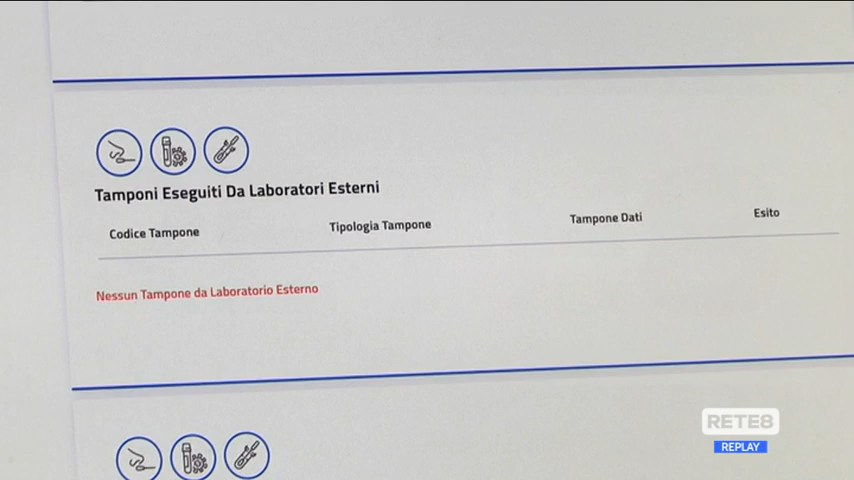 Tamponi Eseguiti Da Laboratori Esterni
Codice Tampone Tipologia Tampone Tampone Dati Esito
Nessun Tampone da Laboratorio Esterno
RETE8
REPLAY